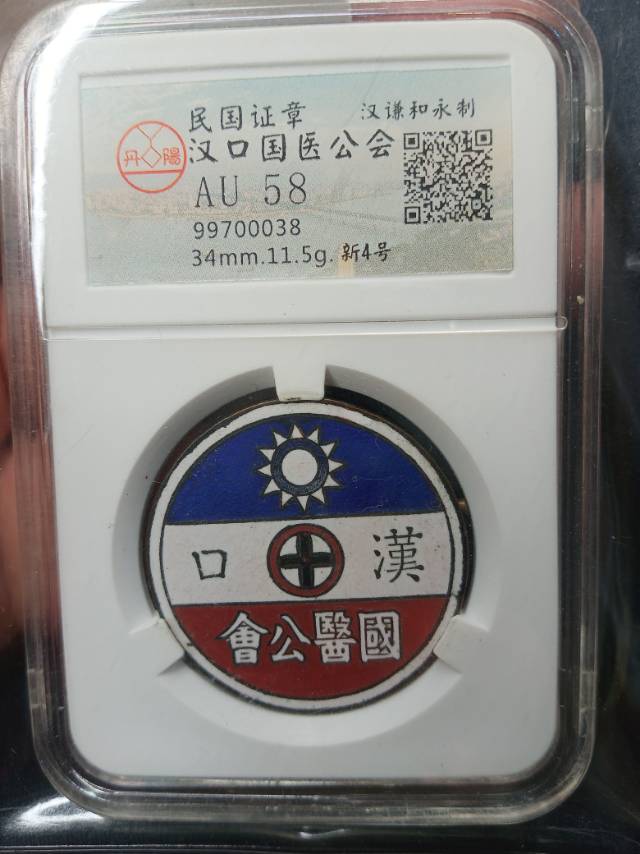 民国证章 汉谦和永制
丹陽 汉口国医公会
AU 58
99700038
34mm.11.5g. 新4号
漢口
國醫公會